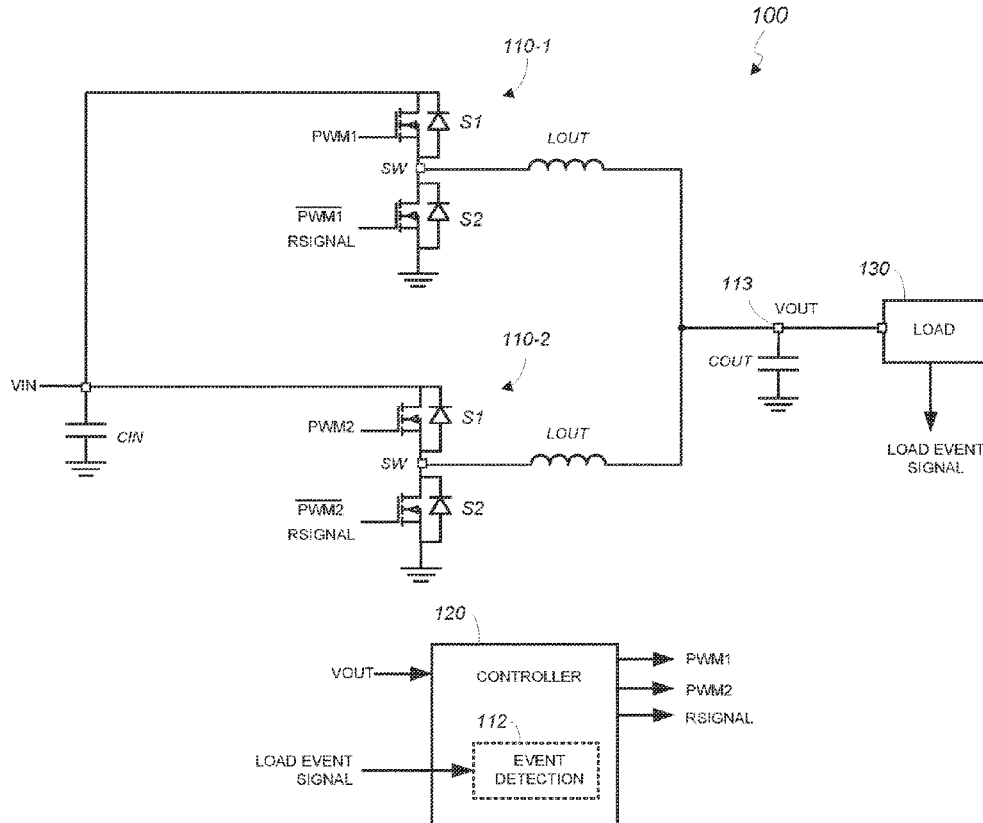 100
110-1
S1
PWM1
LOUT
SW
PWM1
RSIGNAL
S2
113
VOUT
130
LOAD
COUT
110-2
VIN
S1
PWM2
LOUT
CIN
SW
LOAD EVENT
SIGNAL
PWM2
RSIGNAL
S2
120
VOUT
CONTROLLER
PWM1
PWM2
RSIGNAL
112
LOAD EVENT
SIGNAL
EVENT
DETECTION